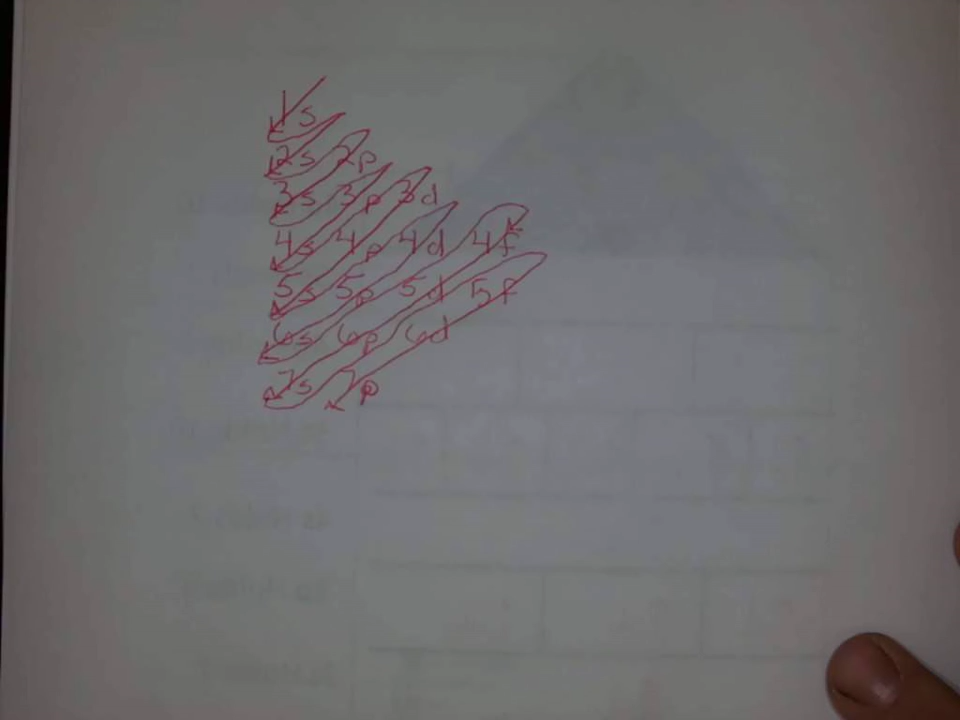 1s
2s 2p
3s 3p 3d
4s 4p 4d 4f
5s 5p 5d 5f
6s 6p 6d
7s 7p